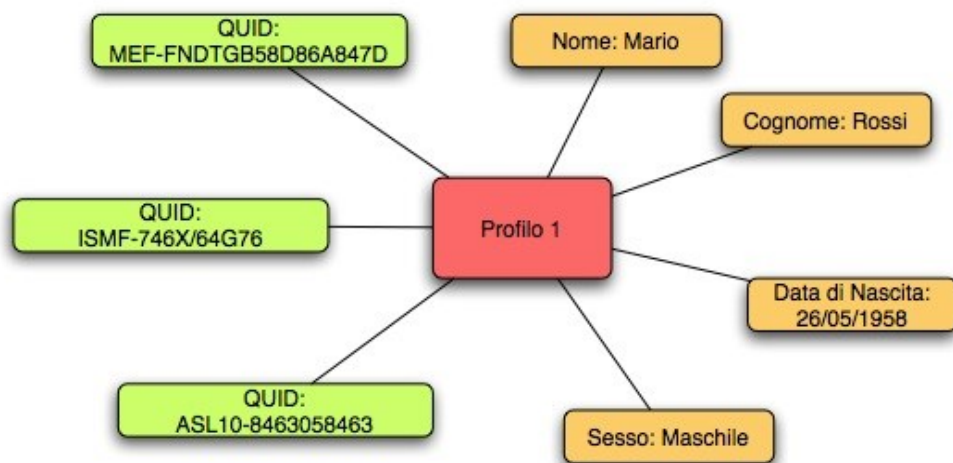 QUID:
MEF-FNDTGB58D86A847D
Nome: Mario
Cognome: Rossi
QUID:
ISMF-746X/64G76
Profilo 1
Data di Nascita:
26/05/1958
QUID:
ASL10-8463058463
Sesso: Maschile